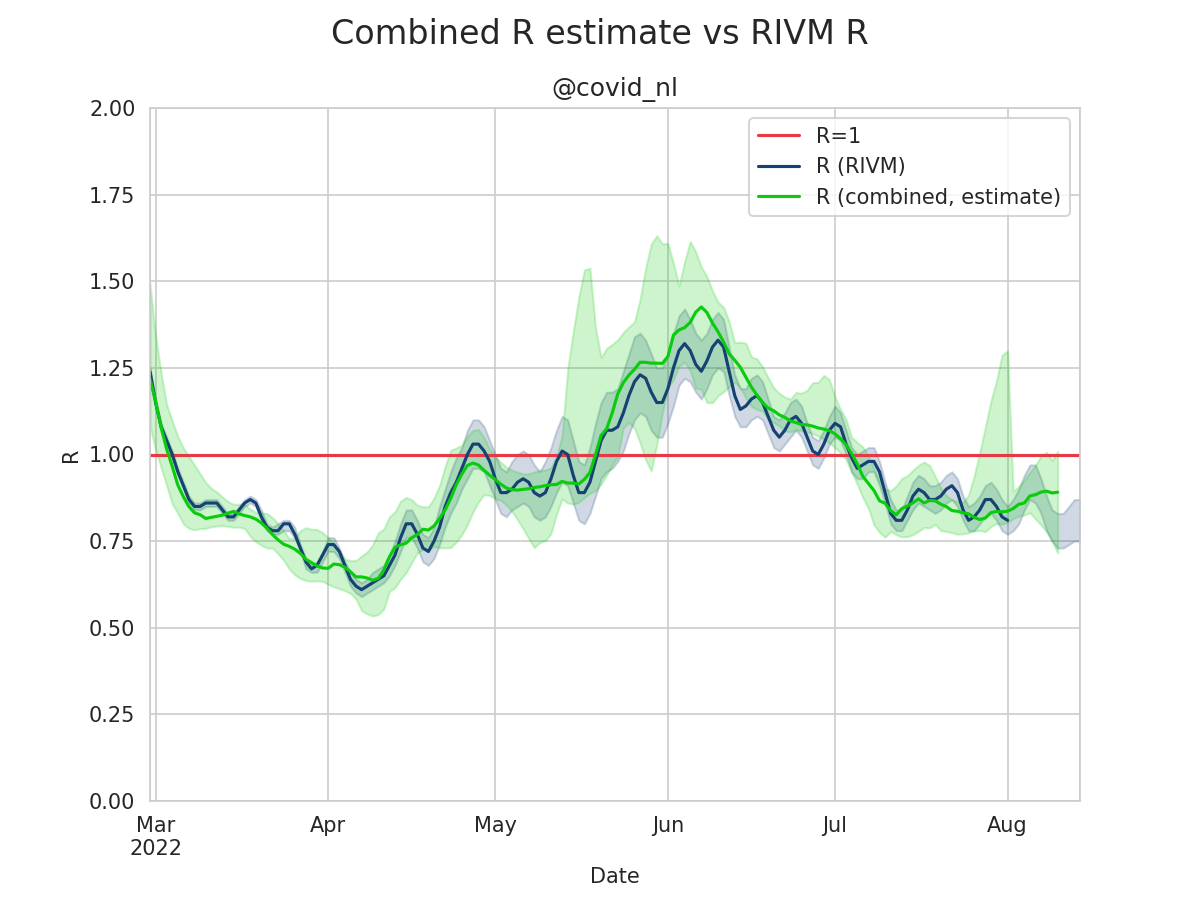 Combined R estimate vs RIVM R
@covid_nl
R=1
R (RIVM)
R (combined, estimate)
2.00
1.75
1.50
1.25
1.00
0.75
0.50
0.25
0.00
R
Mar
2022
Apr
May
Jun
Jul
Aug
Date